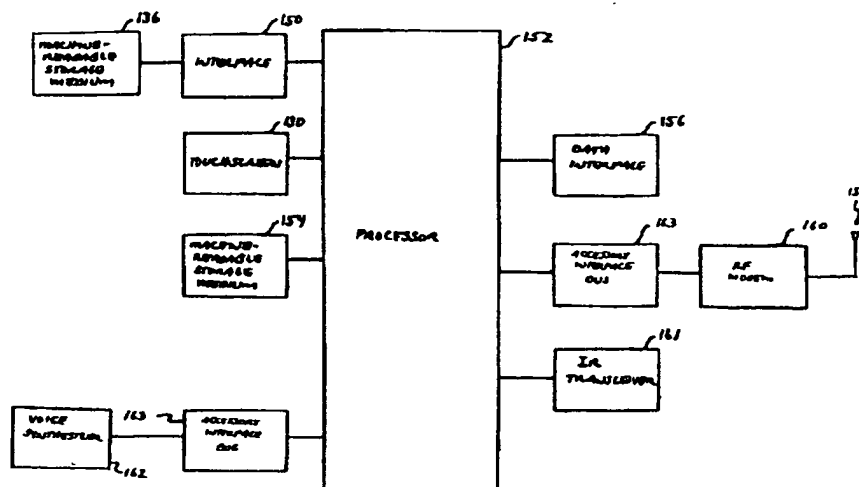 136
MACHINE-
READABLE
STORAGE
MEDIUM
150
INTERFACE
152
130
TOUCHSCREEN
156
DATA
INTERFACE
154
MACHINE-
READABLE
STORAGE
MEDIUM
PROCESSOR
163
ACCESSORY
INTERFACE
BUS
160
RF
MODEM
15
161
IR
TRANSCEIVER
VOICE
SYNTHESIZER
162
163
ACCESSORY
INTERFACE
BUS